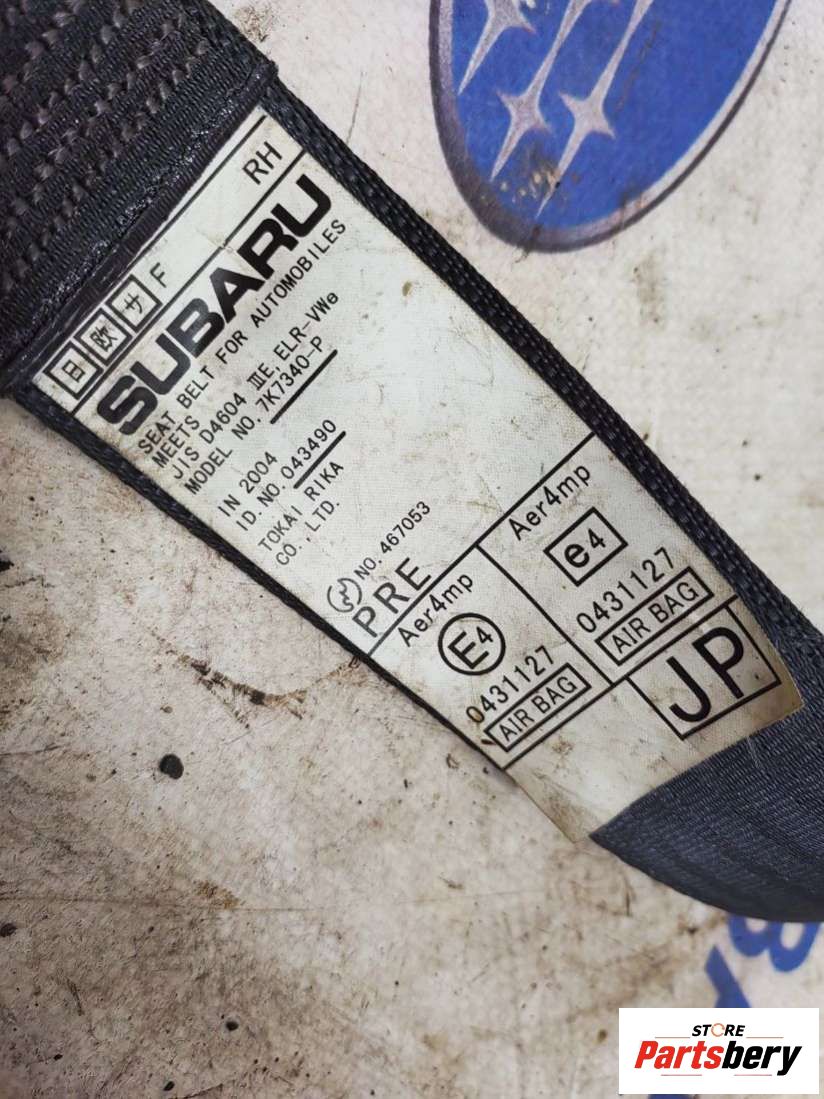 日 欧 サ F RH
SUBARU
SEAT BELT FOR AUTOMOBILES
MEETS
JIS D4604 ⅢE, ELR-VWe
MODEL NO. 7K7340-P
IN 2004
ID. NO. 043490
TOKAI RIKA
CO., LTD.
NO. 467053
PRE
Aer4mp
E4
0431127
AIR BAG
Aer4mp
e4
0431127
AIR BAG
JP
STORE
Partsbery